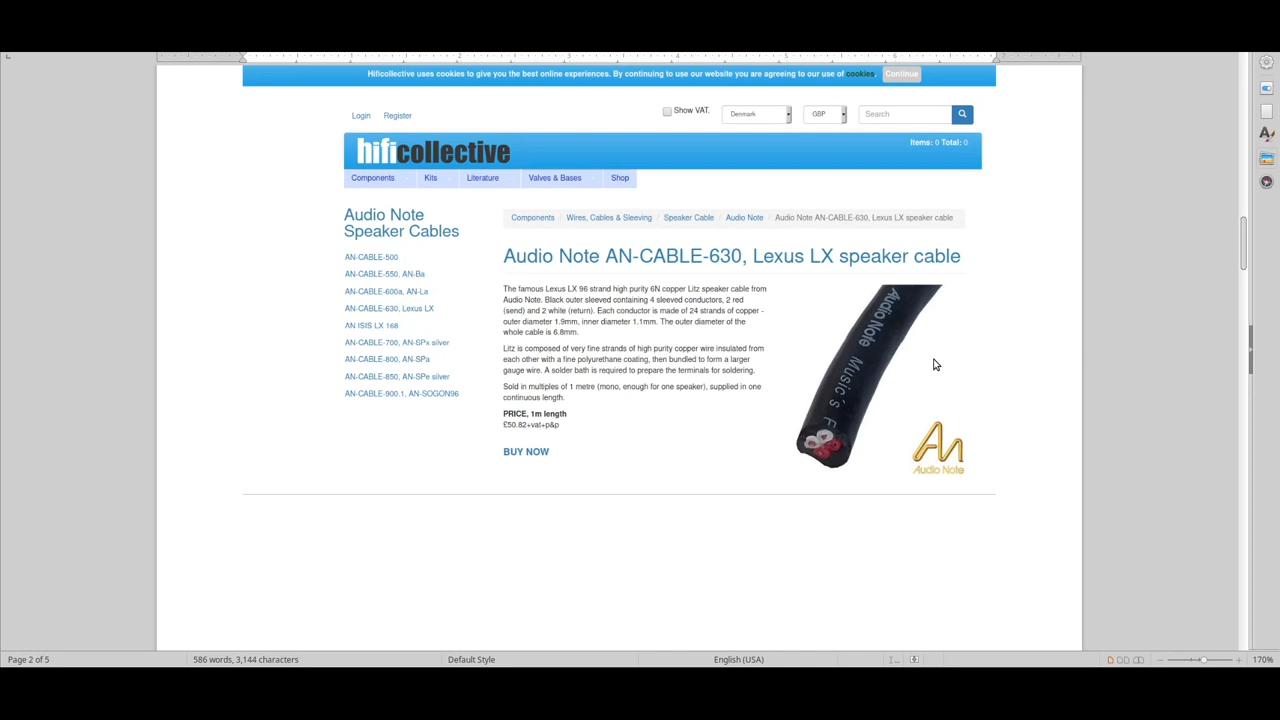 Hificollective uses cookies to give you the best online experiences. By continuing to use our website you are agreeing to our use of cookies. Continue
Login Register
Show VAT. Denmark GBP Search
hificollective
Items: 0 Total: 0
Components Kits Literature Valves & Bases Shop
Audio Note
Speaker Cables
AN-CABLE-500
AN-CABLE-550, AN-Ba
AN-CABLE-600a, AN-La
AN-CABLE-630, Lexus LX
AN ISIS LX 168
AN-CABLE-700, AN-SPx silver
AN-CABLE-800, AN-SPa
AN-CABLE-850, AN-SPe silver
AN-CABLE-900.1, AN-SOGON96
Components / Wires, Cables & Sleeving / Speaker Cable / Audio Note / Audio Note AN-CABLE-630, Lexus LX speaker cable
Audio Note AN-CABLE-630, Lexus LX speaker cable
The famous Lexus LX 96 strand high purity 6N copper Litz speaker cable from
Audio Note. Black outer sleeved containing 4 sleeved conductors, 2 red
(send) and 2 white (return). Each conductor is made of 24 strands of copper -
outer diameter 1.9mm, inner diameter 1.1mm. The outer diameter of the
whole cable is 6.8mm.
Litz is composed of very fine strands of high purity copper wire insulated from
each other with a fine polyurethane coating, then bundled to form a larger
gauge wire. A solder bath is required to prepare the terminals for soldering.
Sold in multiples of 1 metre (mono, enough for one speaker), supplied in one
continuous length.
PRICE, 1m length
£50.82+vat+p&p
BUY NOW
AudioNote Music's F
AN
Audio Note
Page 2 of 5 586 words, 3,144 characters Default Style English (USA) 170%